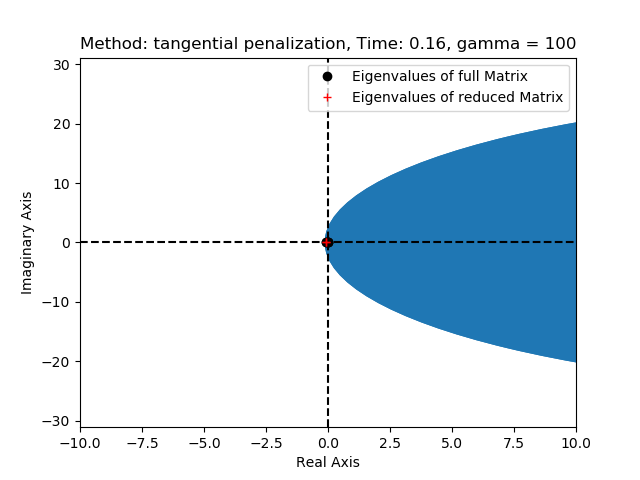 Method: tangential penalization, Time: 0.16, gamma = 100
Eigenvalues of full Matrix
Eigenvalues of reduced Matrix
Imaginary Axis
30
20
10
0
−10
−20
−30
−10.0 −7.5 −5.0 −2.5 0.0 2.5 5.0 7.5 10.0
Real Axis